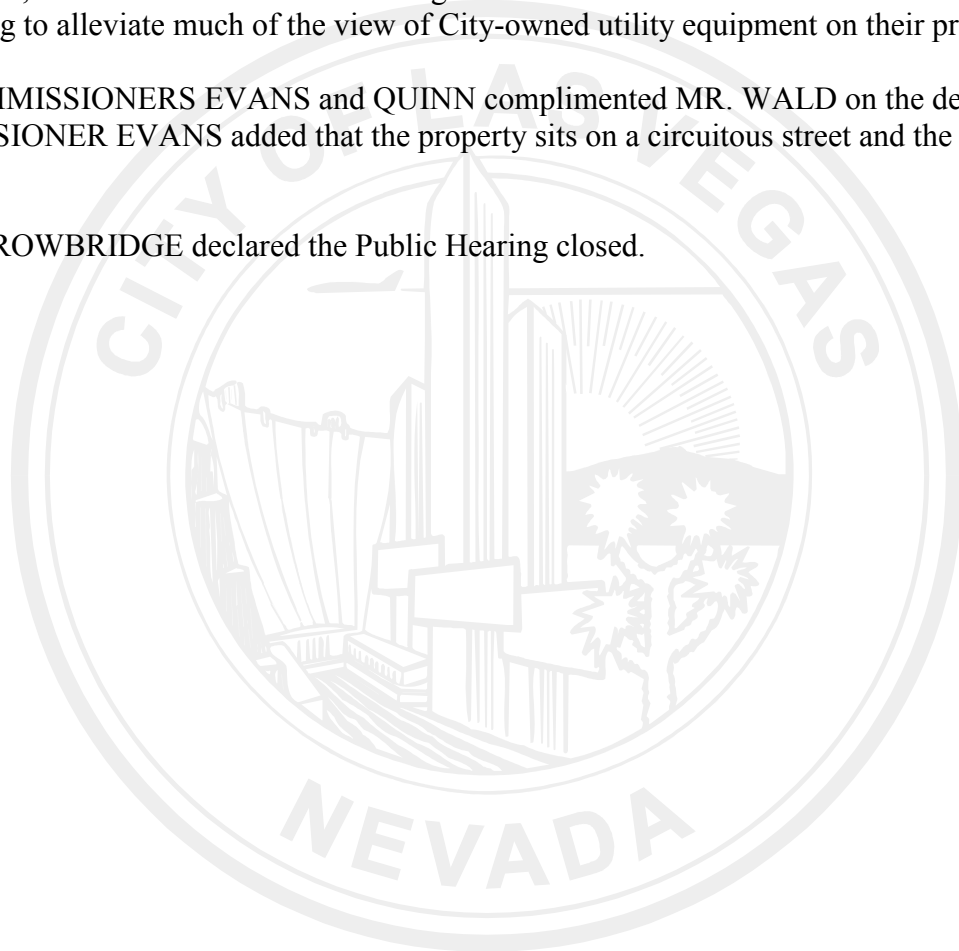 g to alleviate much of the view of City-owned utility equipment on their pr
MMISSIONERS EVANS and QUINN complimented MR. WALD on the de
SIONER EVANS added that the property sits on a circuitous street and the
ROWBRIDGE declared the Public Hearing closed.
CITY OF LAS VEGAS
NEVADA